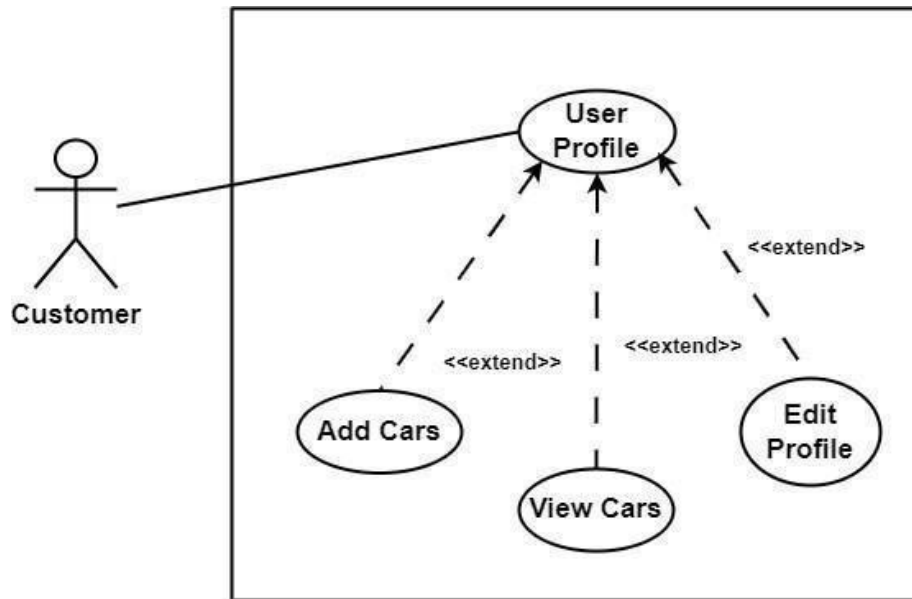 User
Profile
<<extend>>
Customer
<<extend>>
<<extend>>
Add Cars
Edit
Profile
View Cars